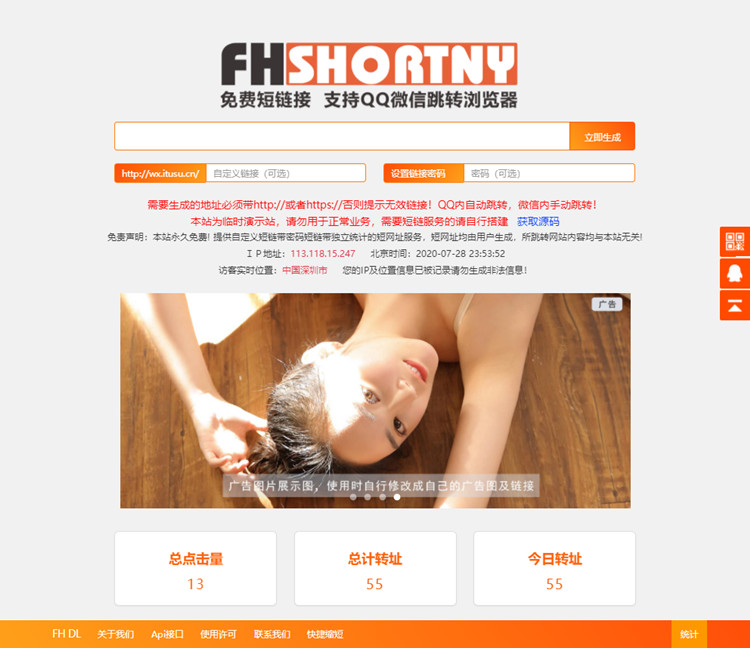 FHSHORTNY
免费短链接 支持QQ微信跳转浏览器
立即生成
http://wx.itusu.cn/ 自定义链接（可选） 设置链接密码 密码（可选）
需要生成的地址必须带http://或者https://否则提示无效链接！QQ内自动跳转，微信内手动跳转！
本站为临时演示站，请勿用于正常业务，需要短链服务的请自行搭建 获取源码
免责声明：本站永久免费! 提供自定义短链带密码短链带独立统计的短网址服务，短网址均由用户生成，所跳转网站内容均与本站无关!
ＩＰ地址：113.118.15.247 北京时间：2020-07-28 23:53:52
访客实时位置：中国深圳市 您的IP及位置信息已被记录请勿生成非法信息!
广告
广告图片展示图，使用时自行修改成自己的广告图及链接
总点击量 总计转址 今日转址
13 55 55
FH DL 关于我们 Api接口 使用许可 联系我们 快捷缩短 统计